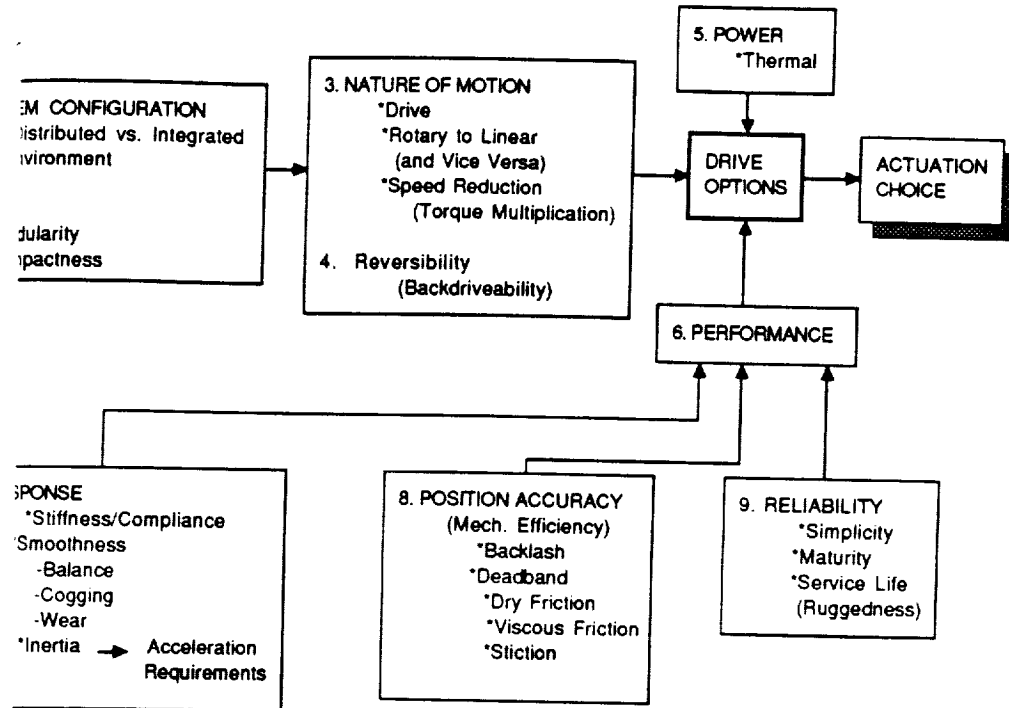 EM CONFIGURATION
istributed vs. Integrated
vironment
dularity
mpactness
3. NATURE OF MOTION
*Drive
*Rotary to Linear
(and Vice Versa)
*Speed Reduction
(Torque Multiplication)
4. Reversibility
(Backdriveability)
5. POWER
*Thermal
DRIVE
OPTIONS
ACTUATION
CHOICE
6. PERFORMANCE
SPONSE
*Stiffness/Compliance
*Smoothness
-Balance
-Cogging
-Wear
*Inertia → Acceleration
Requirements
8. POSITION ACCURACY
(Mech. Efficiency)
*Backlash
*Deadband
*Dry Friction
*Viscous Friction
*Stiction
9. RELIABILITY
*Simplicity
*Maturity
*Service Life
(Ruggedness)